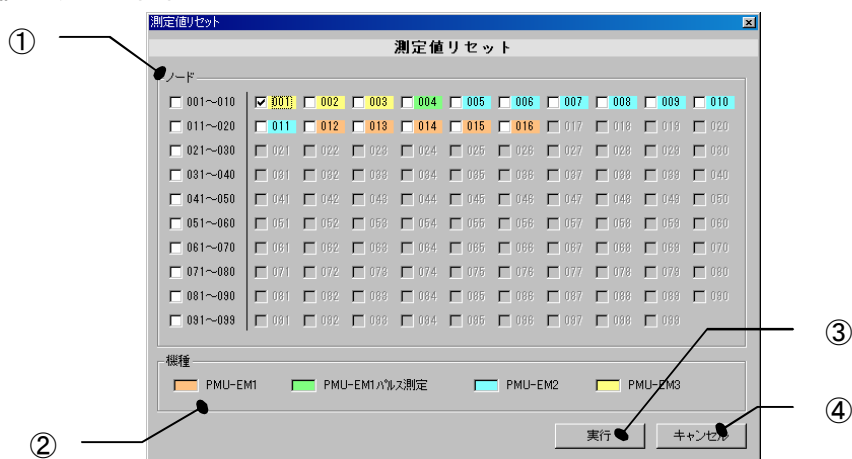 測定値リセット
測定値リセット
①
ノード
001～010 001 002 003 004 005 006 007 008 009 010
011～020 011 012 013 014 015 016 017 018 019 020
021～030 021 022 023 024 025 026 027 028 029 030
031～040 031 032 033 034 035 036 037 038 039 040
041～050 041 042 043 044 045 046 047 048 049 050
051～060 051 052 053 054 055 056 057 058 059 060
061～070 061 062 063 064 065 066 067 068 069 070
071～080 071 072 073 074 075 076 077 078 079 080
081～090 081 082 083 084 085 086 087 088 089 090
091～099 091 092 093 094 095 096 097 098 099
③
機種
PMU-EM1 PMU-EM1パルス測定 PMU-EM2 PMU-EM3
④
②
実行 キャンセル